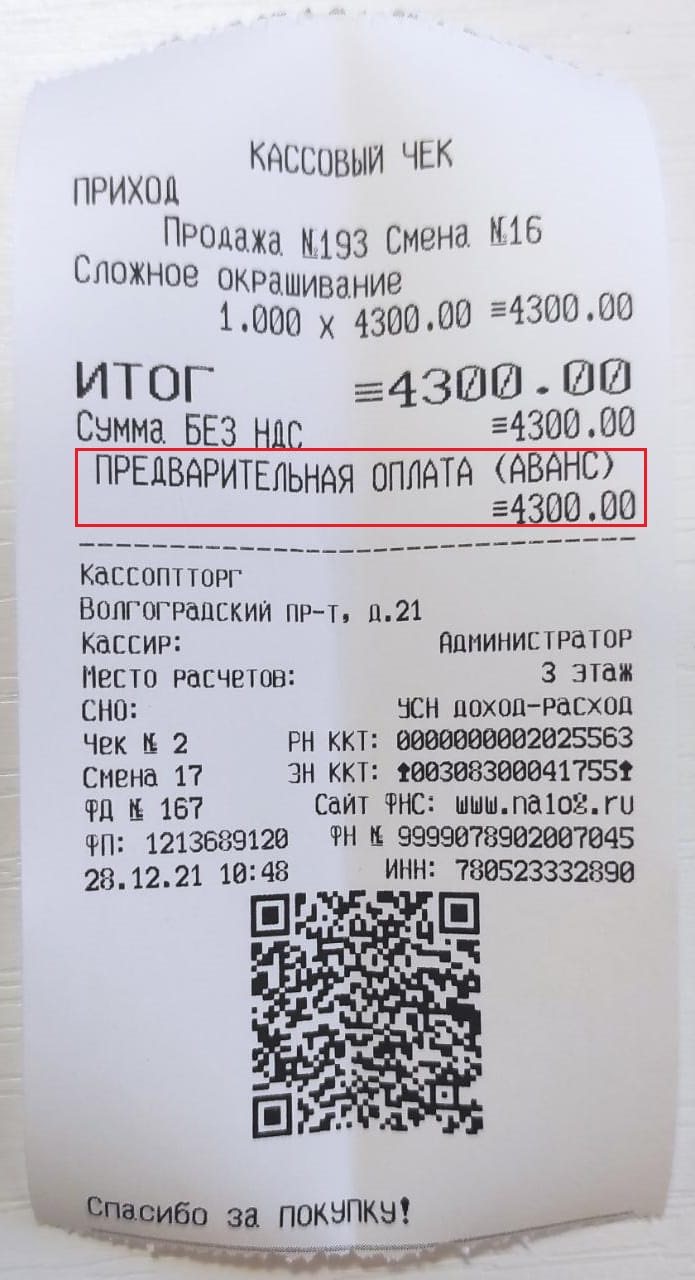 КАССОВЫЙ ЧЕК
ПРИХОД
Продажа №193 Смена №16
Сложное окрашивание
1.000 х 4300.00 ≡4300.00
ИТОГ ≡4300.00
Сумма БЕЗ НДС ≡4300.00
ПРЕДВАРИТЕЛЬНАЯ ОПЛАТА (АВАНС)
≡4300.00
Кассоптторг
Волгоградский пр-т, д.21
Кассир: Администратор
Место расчетов: 3 этаж
СНО: УСН доход-расход
Чек № 2 РН ККТ: 0000000002025563
Смена 17 ЗН ККТ: 00308300041755
ФД № 167 Сайт ФНС: www.nalog.ru
ФП: 1213689120 ФН № 9999078902007045
28.12.21 10:48 ИНН: 780523332890
Спасибо за ПОКУПКУ!